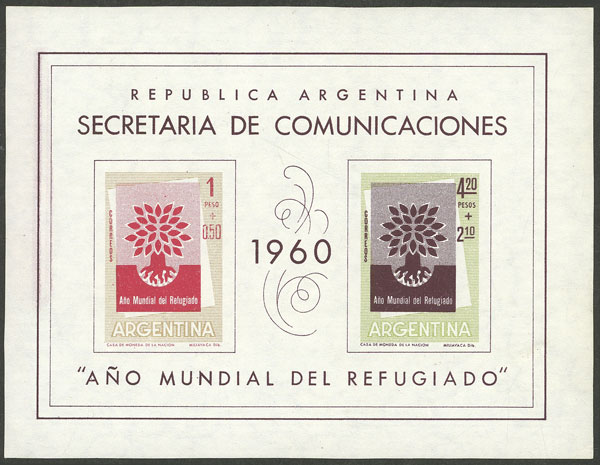 REPUBLICA ARGENTINA
SECRETARIA DE COMUNICACIONES
1
PESO
+
0.50
CORREOS
Año Mundial del Refugiado
ARGENTINA
CASA DE MONEDA DE LA NACION
1960
4.20
PESOS
+
2.10
CORREOS
Año Mundial del Refugiado
ARGENTINA
CASA DE MONEDA DE LA NACION
"AÑO MUNDIAL DEL REFUGIADO"